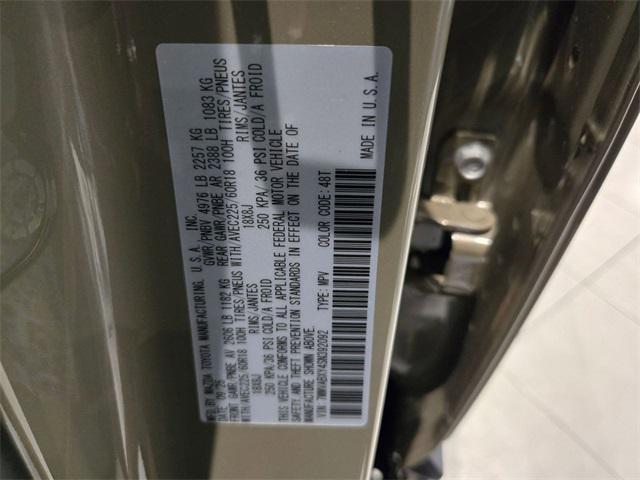 MFD.BY MAZDA TOYOTA MANUFACTURING, U.S.A., INC.
DATE: 09/25 GVWR/PNBV 4976 LB 2257 KG
FRONT GAWR/PNBE AV 2606 LB 1182 KG REAR GAWR/PNBE AR 2388 LB 1083 KG
WITH/AVEC225/60R18 100H TIRES/PNEUS WITH/AVEC225/60R18 100H TIRES/PNEUS
18X8J RIMS/JANTES 18X8J RIMS/JANTES
250 KPA/36 PSI COLD/A FROID 250 KPA/ 36 PSI COLD/A FROID
THIS VEHICLE CONFORMS TO ALL APPLICABLE FEDERAL MOTOR VEHICLE
SAFETY, AND THEFT PREVENTION STANDARDS IN EFFECT ON THE DATE OF
MANUFACTURE SHOWN ABOVE.
VIN: TYPE: MPV COLOR CODE: 48T MADE IN U.S.A.